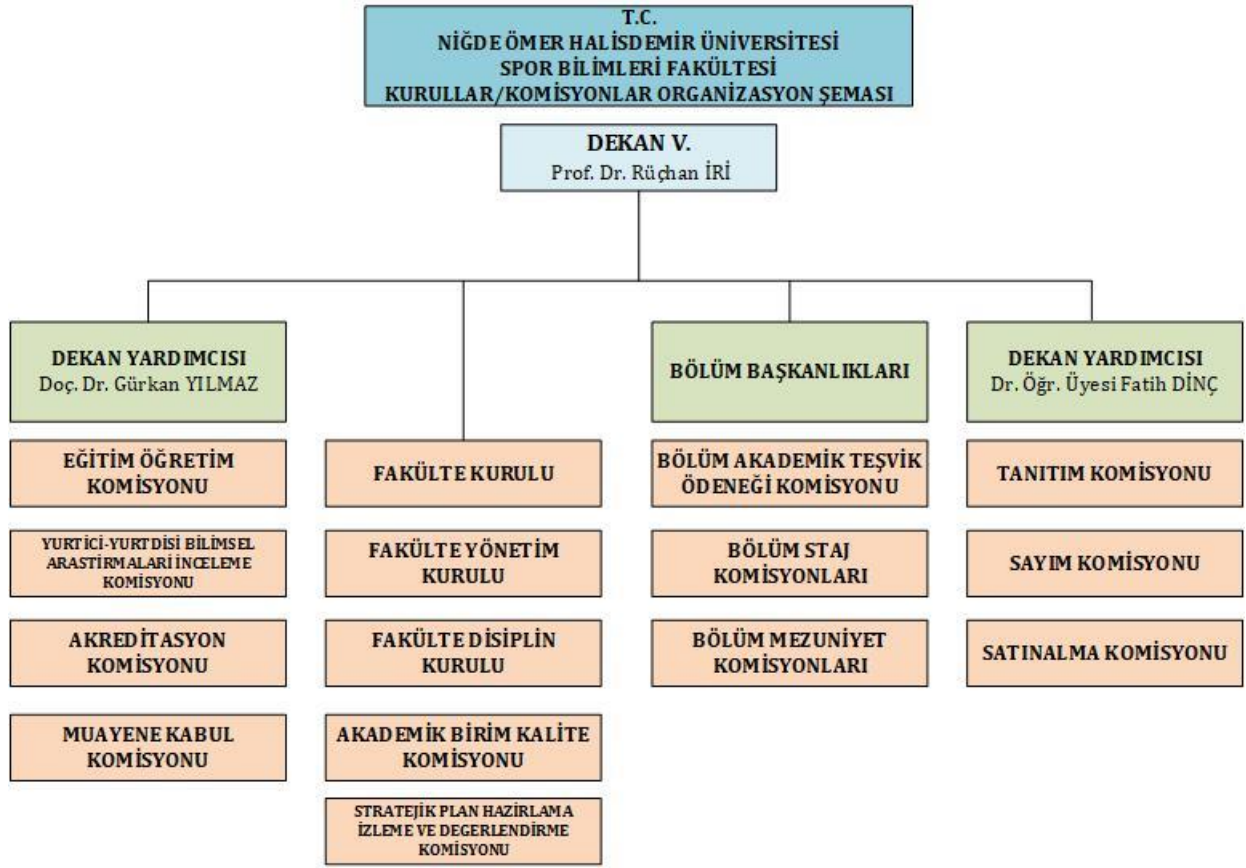 T.C.
NİĞDE ÖMER HALİSDEMİR ÜNİVERSİTESİ
SPOR BİLİMLERİ FAKÜLTESİ
KURULLAR/KOMİSYONLAR ORGANİZASYON ŞEMASI
DEKAN V.
Prof. Dr. Rüçhan İRİ
DEKAN YARDIMCISI
Doç. Dr. Gürkan YILMAZ
EĞİTİM ÖĞRETİM
KOMİSYONU
YURTİCİ-YURTDISI BİLIMSEL
ARASTIRMALARI İNCELEME
KOMİSYONU
AKREDİTASYON
KOMİSYONU
MUAYENE KABUL
KOMİSYONU
FAKÜLTE KURULU
FAKÜLTE YÖNETİM
KURULU
FAKÜLTE DİSİPLİN
KURULU
AKADEMİK BİRİM KALİTE
KOMİSYONU
STRATEJİK PLAN HAZIRLAMA
İZLEME VE DEGERLENDİRME
KOMİSYONU
BÖLÜM BAŞKANLIKLARI
BÖLÜM AKADEMİK TEŞVİK
ÖDENEĞİ KOMİSYONU
BÖLÜM STAJ
KOMİSYONLARI
BÖLÜM MEZUNİYET
KOMİSYONLARI
DEKAN YARDIMCISI
Dr. Öğr. Üyesi Fatih DİNÇ
TANITIM KOMİSYONU
SAYIM KOMİSYONU
SATINALMA KOMİSYONU